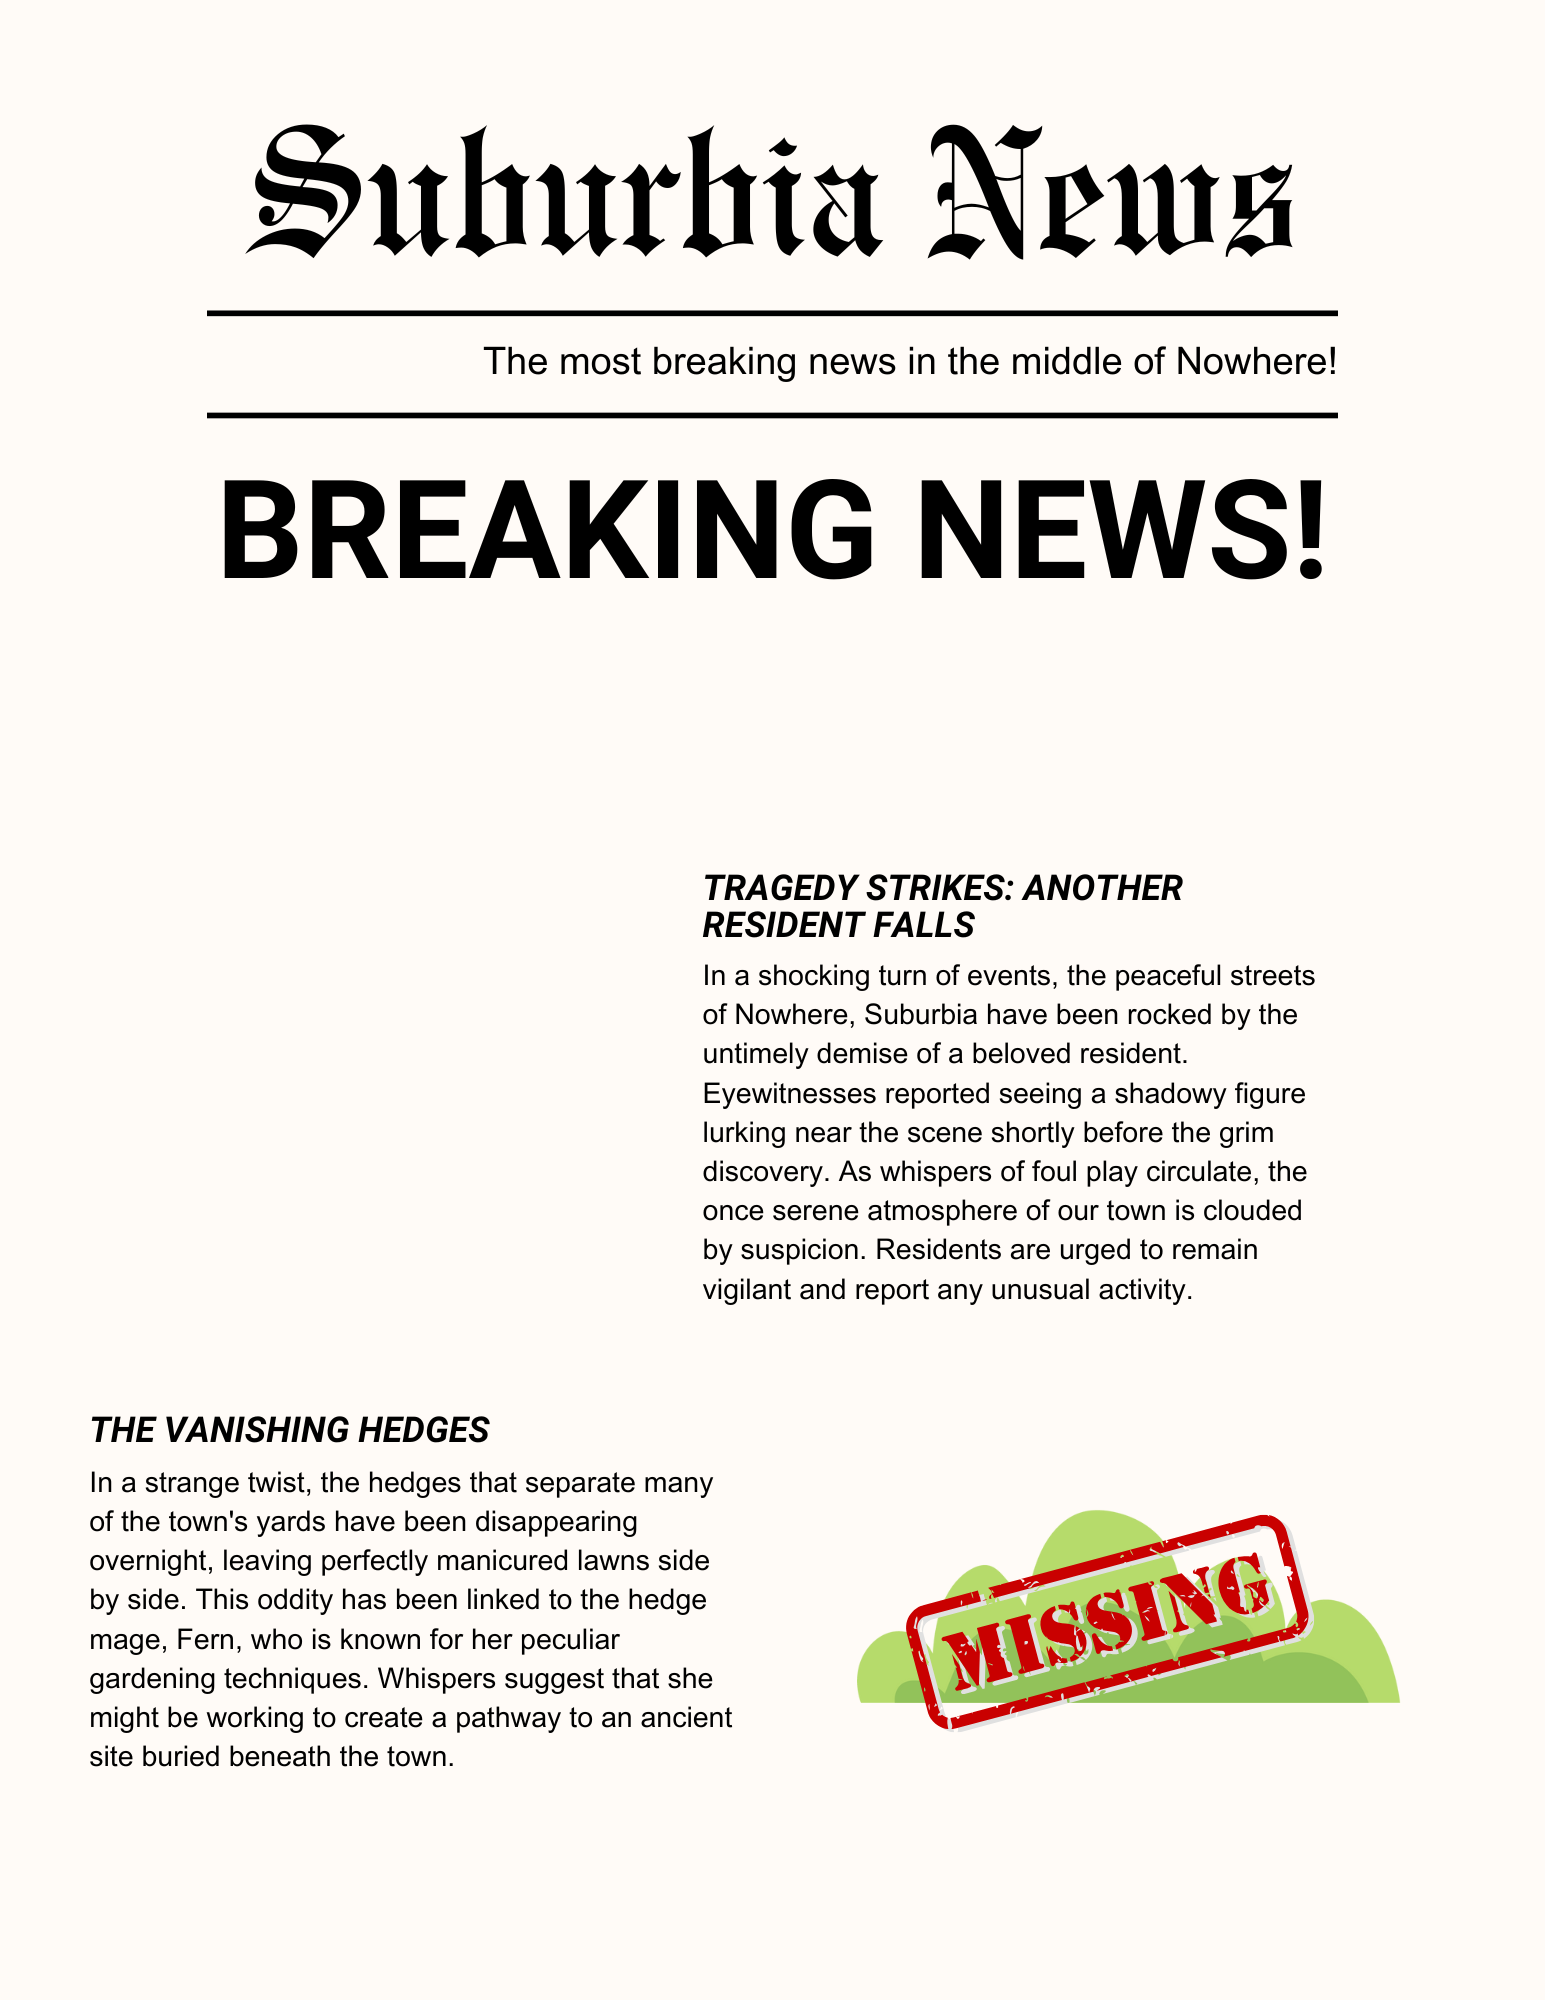 Suburbia News
The most breaking news in the middle of Nowhere!
BREAKING NEWS!
TRAGEDY STRIKES: ANOTHER
RESIDENT FALLS
In a shocking turn of events, the peaceful streets
of Nowhere, Suburbia have been rocked by the
untimely demise of a beloved resident.
Eyewitnesses reported seeing a shadowy figure
lurking near the scene shortly before the grim
discovery. As whispers of foul play circulate, the
once serene atmosphere of our town is clouded
by suspicion. Residents are urged to remain
vigilant and report any unusual activity.
THE VANISHING HEDGES
In a strange twist, the hedges that separate many
of the town's yards have been disappearing
overnight, leaving perfectly manicured lawns side
by side. This oddity has been linked to the hedge
mage, Fern, who is known for her peculiar
gardening techniques. Whispers suggest that she
might be working to create a pathway to an ancient
site buried beneath the town.
MISSING